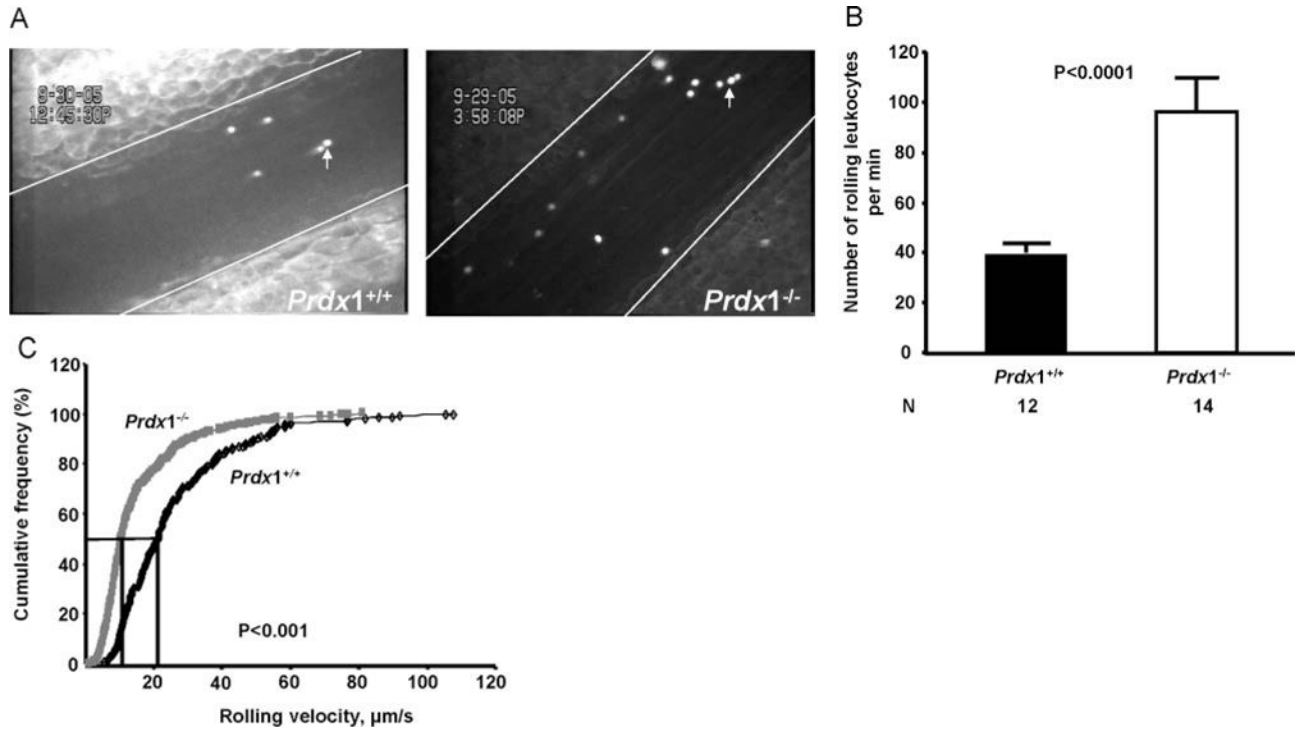 A
9-30-05
12:45:30P
Prdx1+/+
9-29-05
3:58:08P
Prdx1-/-
B
Number of rolling leukocytes
per min
120
100
80
60
40
20
0
P<0.0001
Prdx1+/+
Prdx1-/-
N
12
14
C
Cumulative frequency (%)
120
100
80
60
40
20
0
Prdx1-/-
Prdx1+/+
P<0.001
20
40
60
80
100
120
Rolling velocity, µm/s